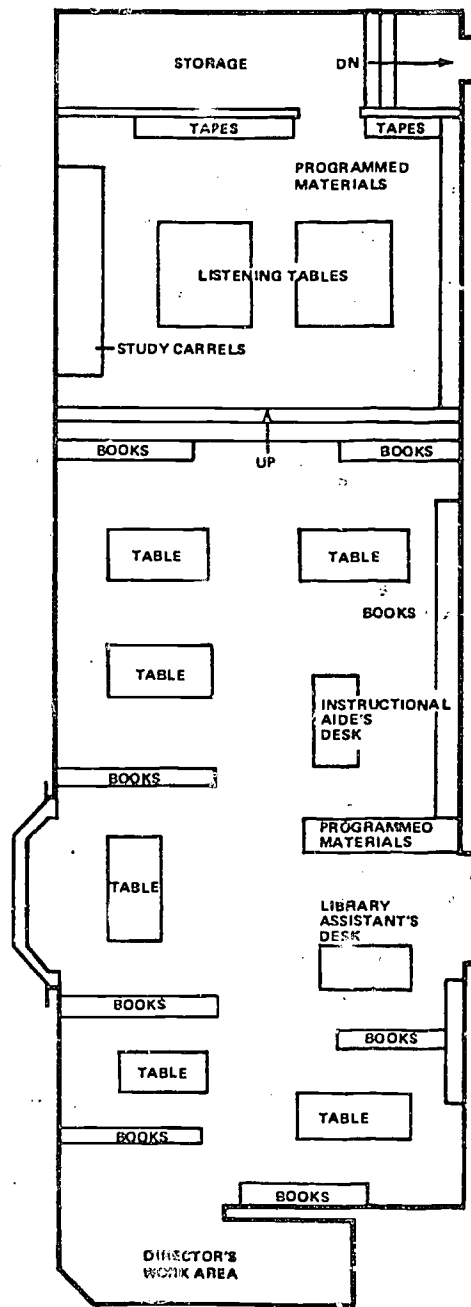 STORAGE
DN
TAPES
TAPES
PROGRAMMED
MATERIALS
LISTENING TABLES
STUDY CARRELS
BOOKS
UP
BOOKS
TABLE
TABLE
BOOKS
TABLE
INSTRUCTIONAL
AIDE'S
DESK
BOOKS
PROGRAMMED
MATERIALS
TABLE
LIBRARY
ASSISTANT'S
DESK
BOOKS
BOOKS
TABLE
TABLE
BOOKS
BOOKS
DIRECTOR'S
WORK AREA